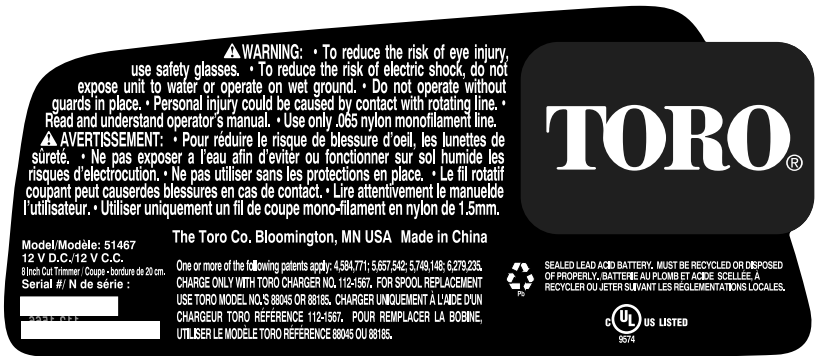 ⚠WARNING: • To reduce the risk of eye injury,
use safety glasses. • To reduce the risk of electric shock, do not
expose unit to water or operate on wet ground. • Do not operate without
guards in place. • Personal injury could be caused by contact with rotating line. •
Read and understand operator's manual. • Use only .065 nylon monofilament line.
⚠ AVERTISSEMENT: • Pour réduire le risque de blessure d'oeil, les lunettes de
sûreté. • Ne pas exposer a l'eau afin d'eviter ou fonctionner sur sol humide les
risques d'electrocution. • Ne pas utiliser sans les protections en place. • Le fil rotatif
coupant peut causerdes blessures en cas de contact. • Lire attentivement le manuelde
l'utilisateur. • Utiliser uniquement un fil de coupe mono-filament en nylon de 1.5mm.
TORO®
The Toro Co. Bloomington, MN USA Made in China
Model/Modèle: 51467
12 V D.C./12 V C.C.
8 Inch Cut Trimmer / Coupe - bordure de 20 cm.
Serial #/ N de série :
One or more of the following patents apply: 4,584,771; 5,657,542; 5,749,148; 6,279,235.
CHARGE ONLY WITH TORO CHARGER NO. 112-1567. FOR SPOOL REPLACEMENT
USE TORO MODEL NO.'S 88045 OR 88185. CHARGER UNIQUEMENT À L'AIDE D'UN
CHARGEUR TORO RÉFÉRENCE 112-1567. POUR REMPLACER LA BOBINE,
UTILISER LE MODÈLE TORO RÉFÉRENCE 88045 OU 88185.
Pb
SEALED LEAD ACID BATTERY. MUST BE RECYCLED OR DISPOSED
OF PROPERLY. /BATTERIE AU PLOMB ET ACIDE SCELLÉE, À
RECYCLER OU JETER SUIVANT LES RÉGLEMENTATIONS LOCALES.
C UL US LISTED
9574